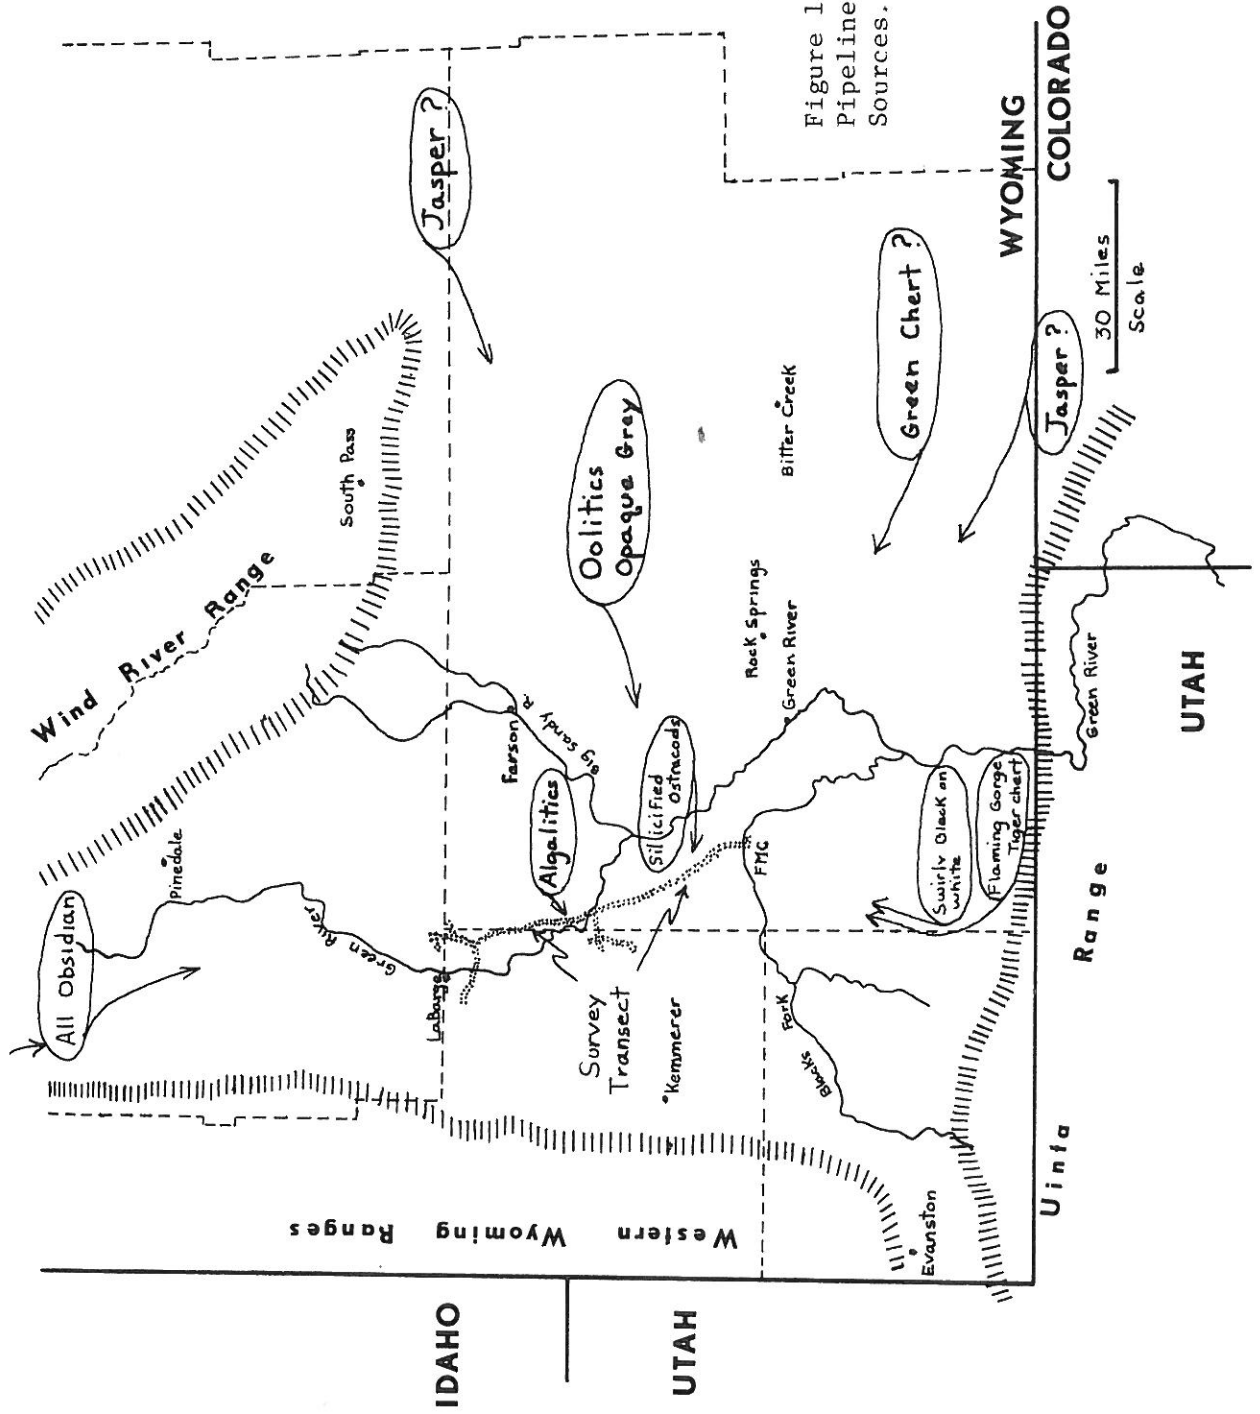 All Obsidian
Pinedale
Wind River Range
South Pass
Jasper ?
Green River
LaBarge
Farson
Big Sandy R.
Algalitics
Oolitics
Opaque Grey
Sillicified
Ostracods
Survey
Transect
Kemmerer
Western Wyoming
Ranges
IDAHO
UTAH
Rock Springs
Green River
Bitter Creek
FMC
Blacks Fork
Evanston
Swirly Black on
white
Flaming Gorge
Tiger chert
Green Chert ?
Jasper ?
WYOMING
COLORADO
Uinta Range
Green River
UTAH
30 Miles
Scale
Figure 1
Pipeline
Sources.